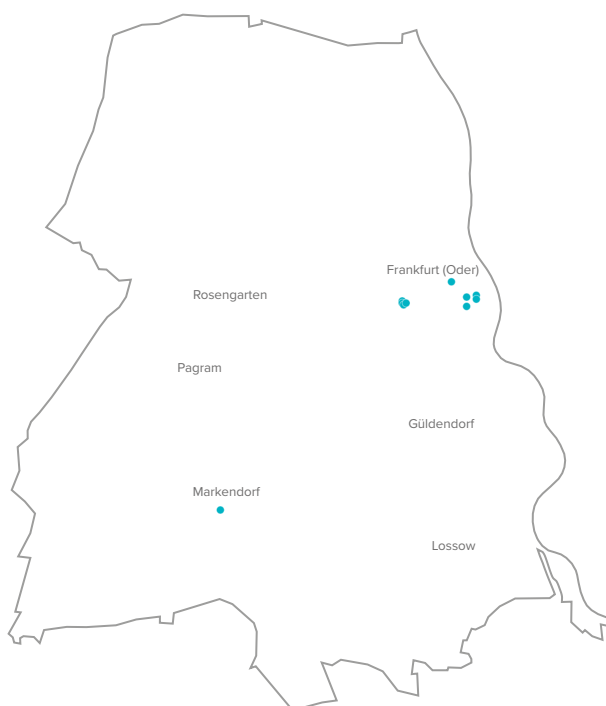 Frankfurt (Oder)
Rosengarten
Pagram
Güldendorf
Markendorf
Lossow